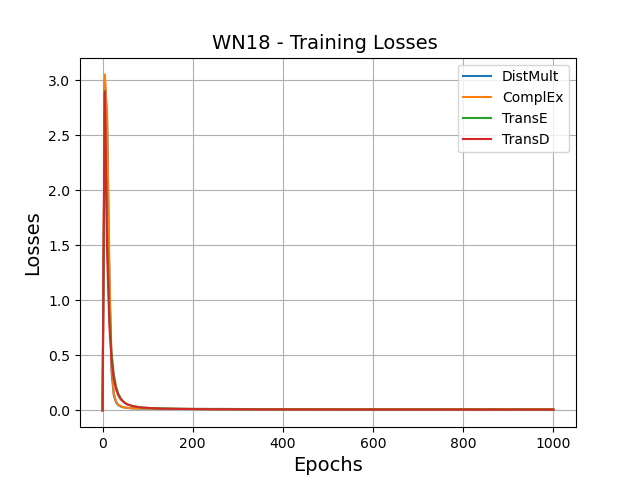 WN18 - Training Losses
DistMult
ComplEx
TransE
TransD
3.0
2.5
2.0
1.5
1.0
0.5
0.0
Losses
0 200 400 600 800 1000
Epochs